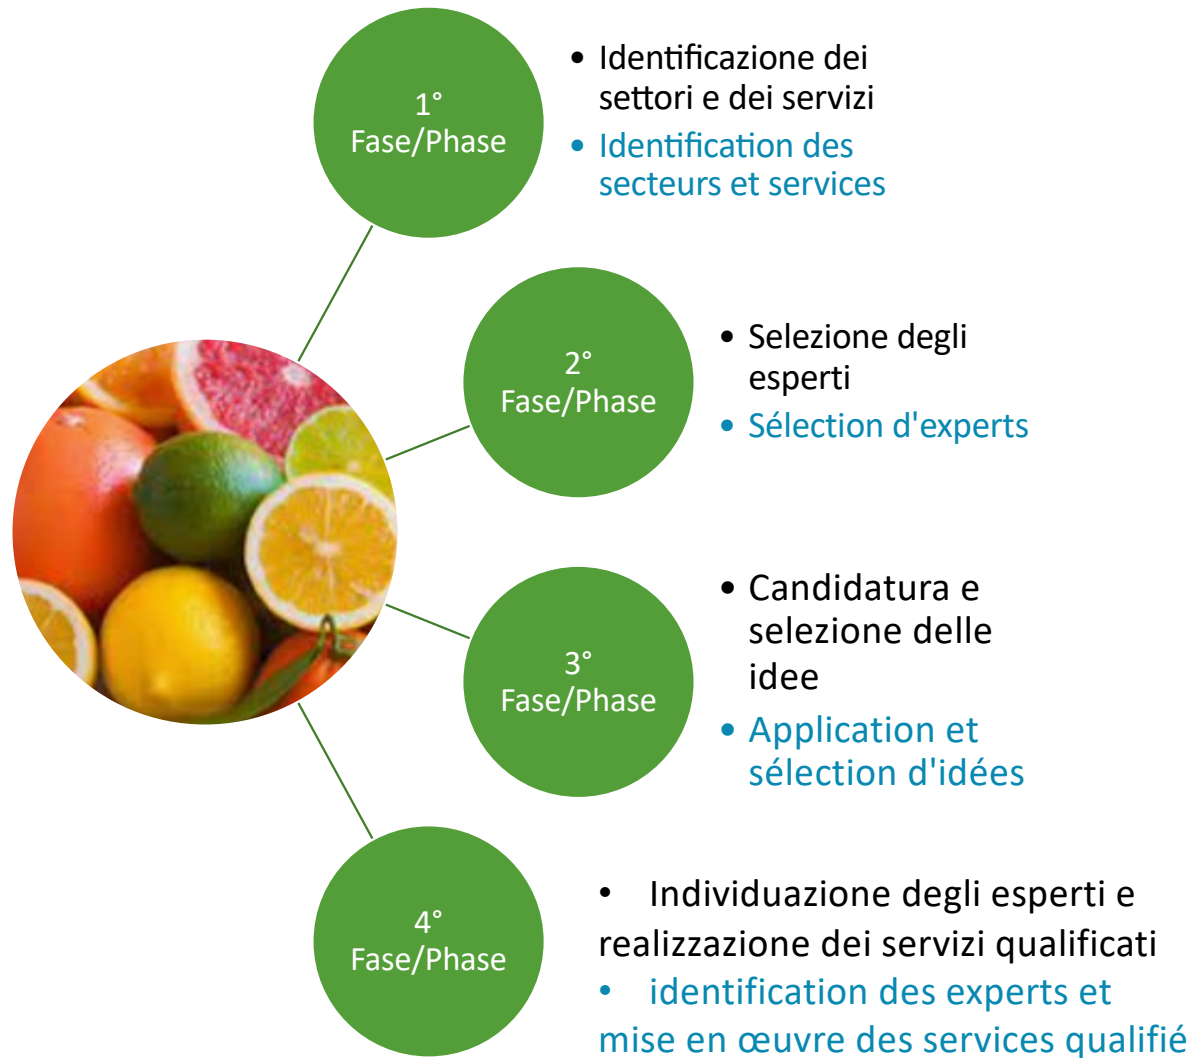 1°
Fase/Phase
• Identificazione dei
settori e dei servizi
• Identification des
secteurs et services
2°
Fase/Phase
• Selezione degli
esperti
• Sélection d'experts
3°
Fase/Phase
• Candidatura e
selezione delle
idee
• Application et
sélection d'idées
4°
Fase/Phase
• Individuazione degli esperti e
realizzazione dei servizi qualificati
• identification des experts et
mise en œuvre des services qualifié